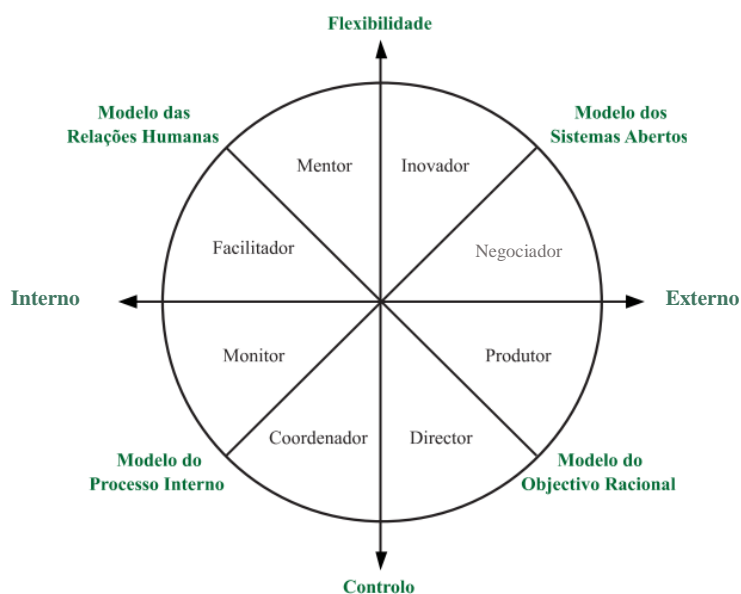 Flexibilidade
Modelo das
Relações Humanas
Modelo dos
Sistemas Abertos
Mentor
Inovador
Facilitador
Negociador
Interno
Externo
Monitor
Produtor
Coordenador
Director
Modelo do
Processo Interno
Modelo do
Objectivo Racional
Controlo